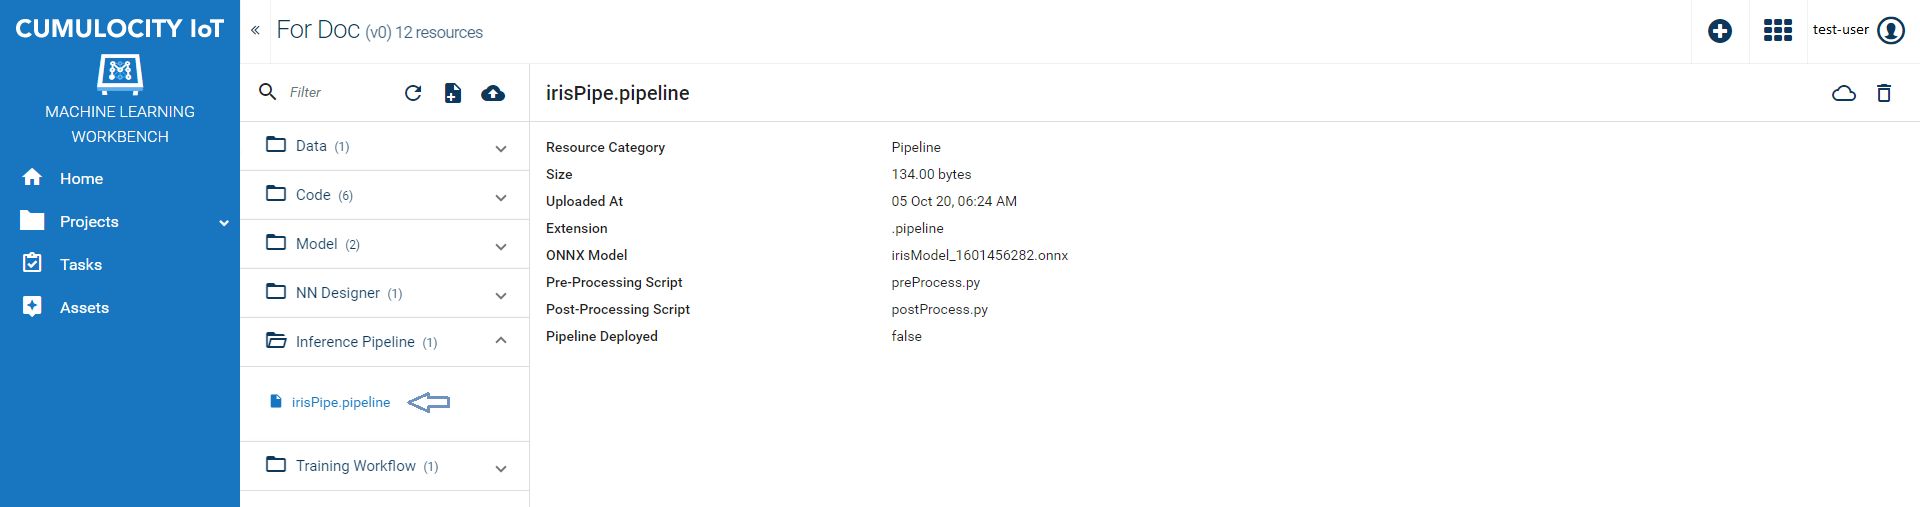 CUMULOCITY IoT
MACHINE LEARNING
WORKBENCH
Home
Projects
Tasks
Assets
« For Doc (v0) 12 resources
test-user
Filter
Data (1)
Code (6)
Model (2)
NN Designer (1)
Inference Pipeline (1)
irisPipe.pipeline
Training Workflow (1)
irisPipe.pipeline
Resource Category Pipeline
Size 134.00 bytes
Uploaded At 05 Oct 20, 06:24 AM
Extension .pipeline
ONNX Model irisModel_1601456282.onnx
Pre-Processing Script preProcess.py
Post-Processing Script postProcess.py
Pipeline Deployed false